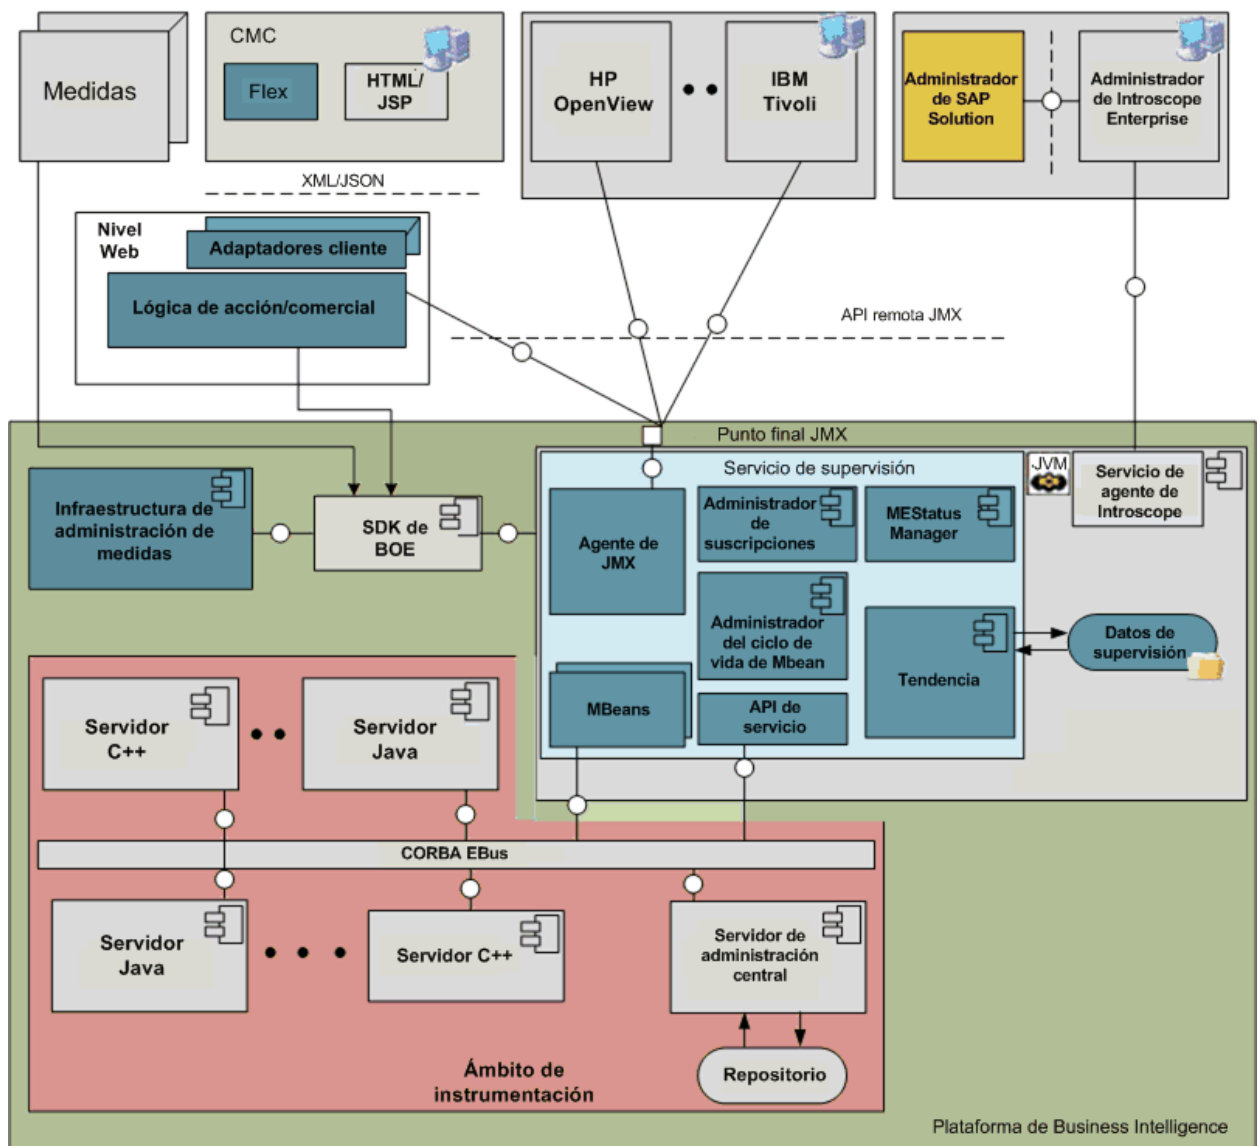 Medidas
CMC
Flex
HTML/
JSP
HP
OpenView
IBM
Tivoli
Administrador
de SAP
Solution
Administrador
de Introscope
Enterprise
XML/JSON
Nivel
Web
Adaptadores cliente
Lógica de acción/comercial
API remota JMX
Punto final JMX
Servicio de supervisión
JVM
Servicio de
agente de
Introscope
Infraestructura de
administración de
medidas
SDK de
BOE
Agente de
JMX
Administrador
de
suscripciones
MEStatus
Manager
Administrador
del ciclo de
vida de Mbean
Tendencia
Datos de
supervisión
MBeans
API de
servicio
Servidor
C++
Servidor
Java
CORBA EBus
Servidor
Java
Servidor C++
Servidor de
administración
central
Repositorio
Ámbito de
instrumentación
Plataforma de Business Intelligence